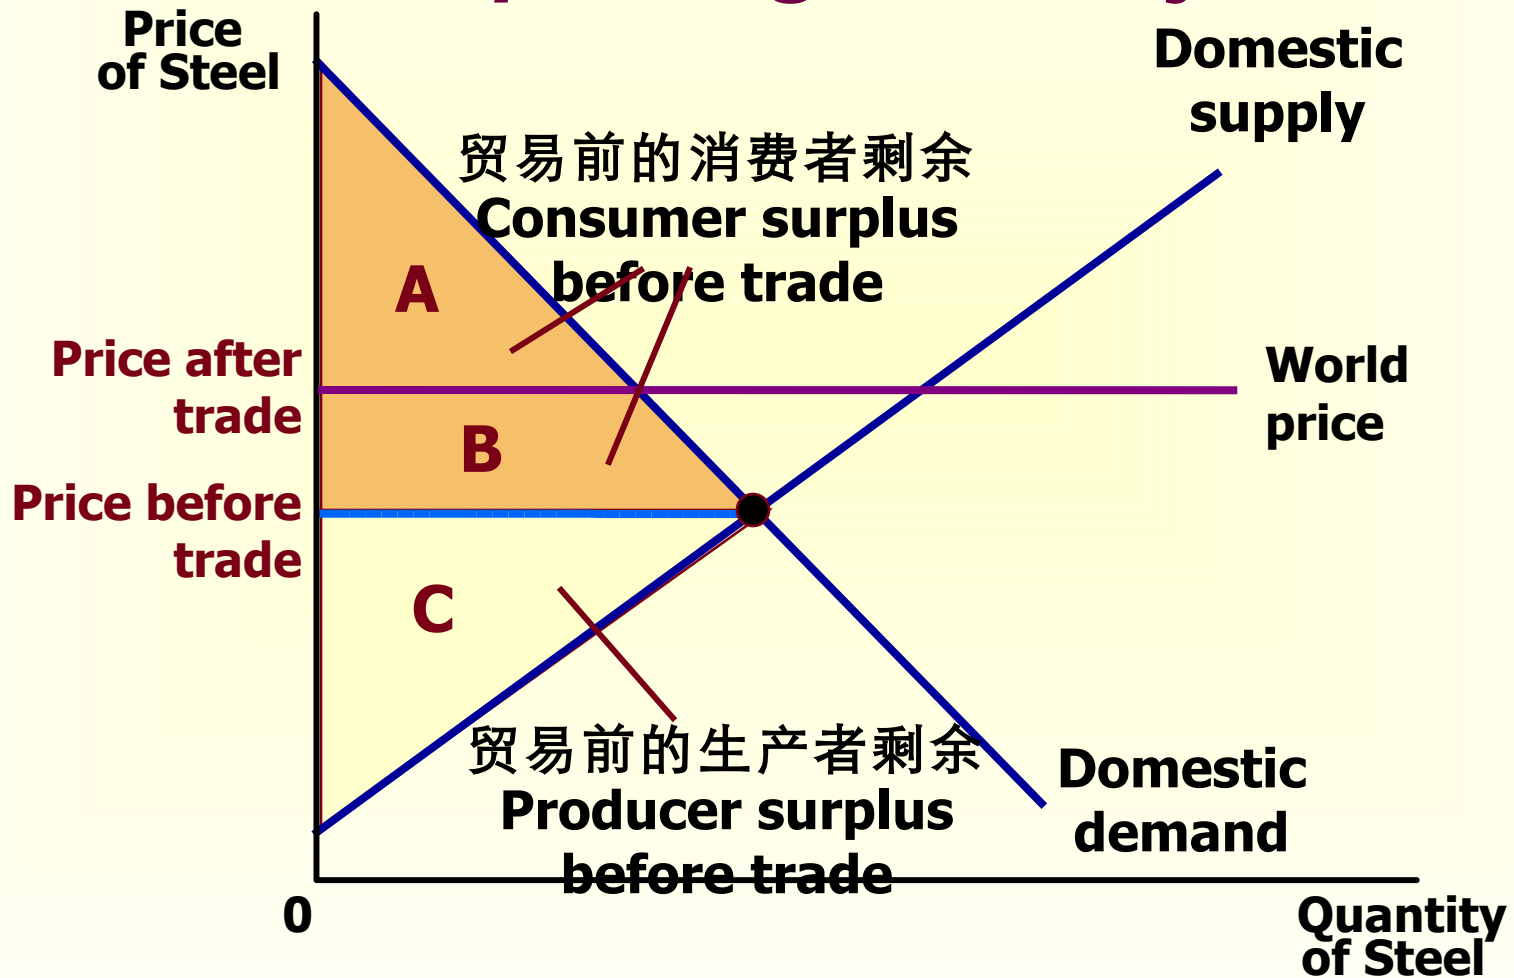 Price
of Steel
Domestic
supply
贸易前的消费者剩余
Consumer surplus
before trade
A
Price after
trade
World
price
B
Price before
trade
C
贸易前的生产者剩余
Producer surplus
before trade
Domestic
demand
0
Quantity
of Steel